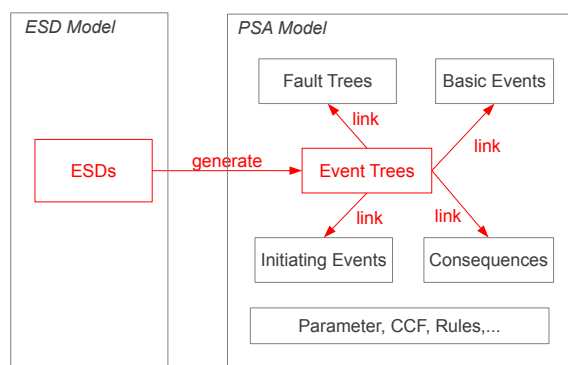 ESD Model
PSA Model
Fault Trees
Basic Events
link
link
ESDs
generate
Event Trees
link
link
Initiating Events
Consequences
Parameter, CCF, Rules,...